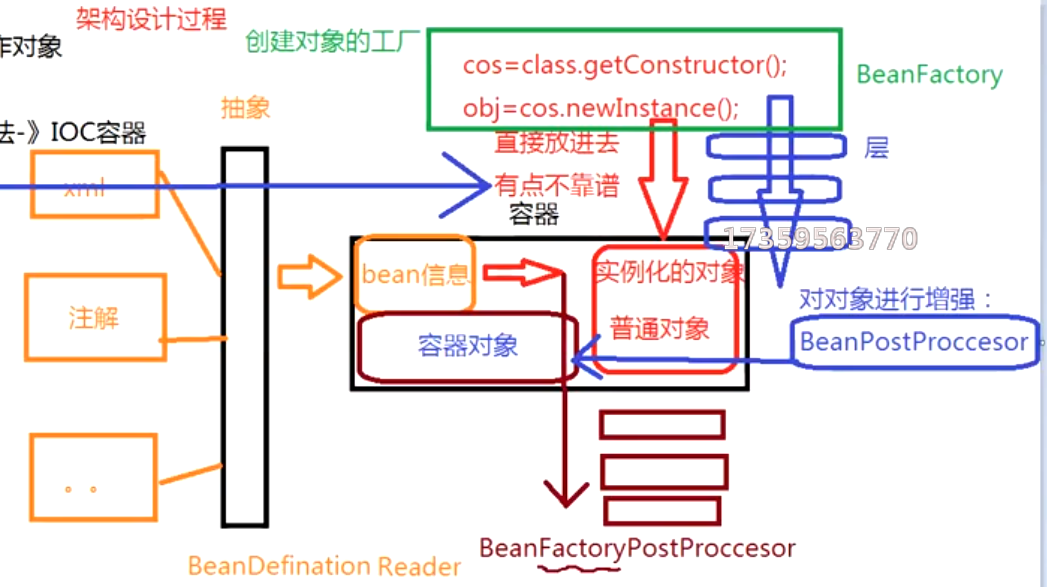 架构设计过程
作对象
创建对象的工厂
cos=class.getConstructor();
obj=cos.newInstance();
BeanFactory
抽象
法-》IOC容器
直接放进去
层
xml
有点不靠谱
容器
17359563770
bean信息
实例化的对象
对对象进行增强：
注解
普通对象
容器对象
BeanPostProccesor
。。
BeanFactoryPostProccesor
BeanDefination Reader